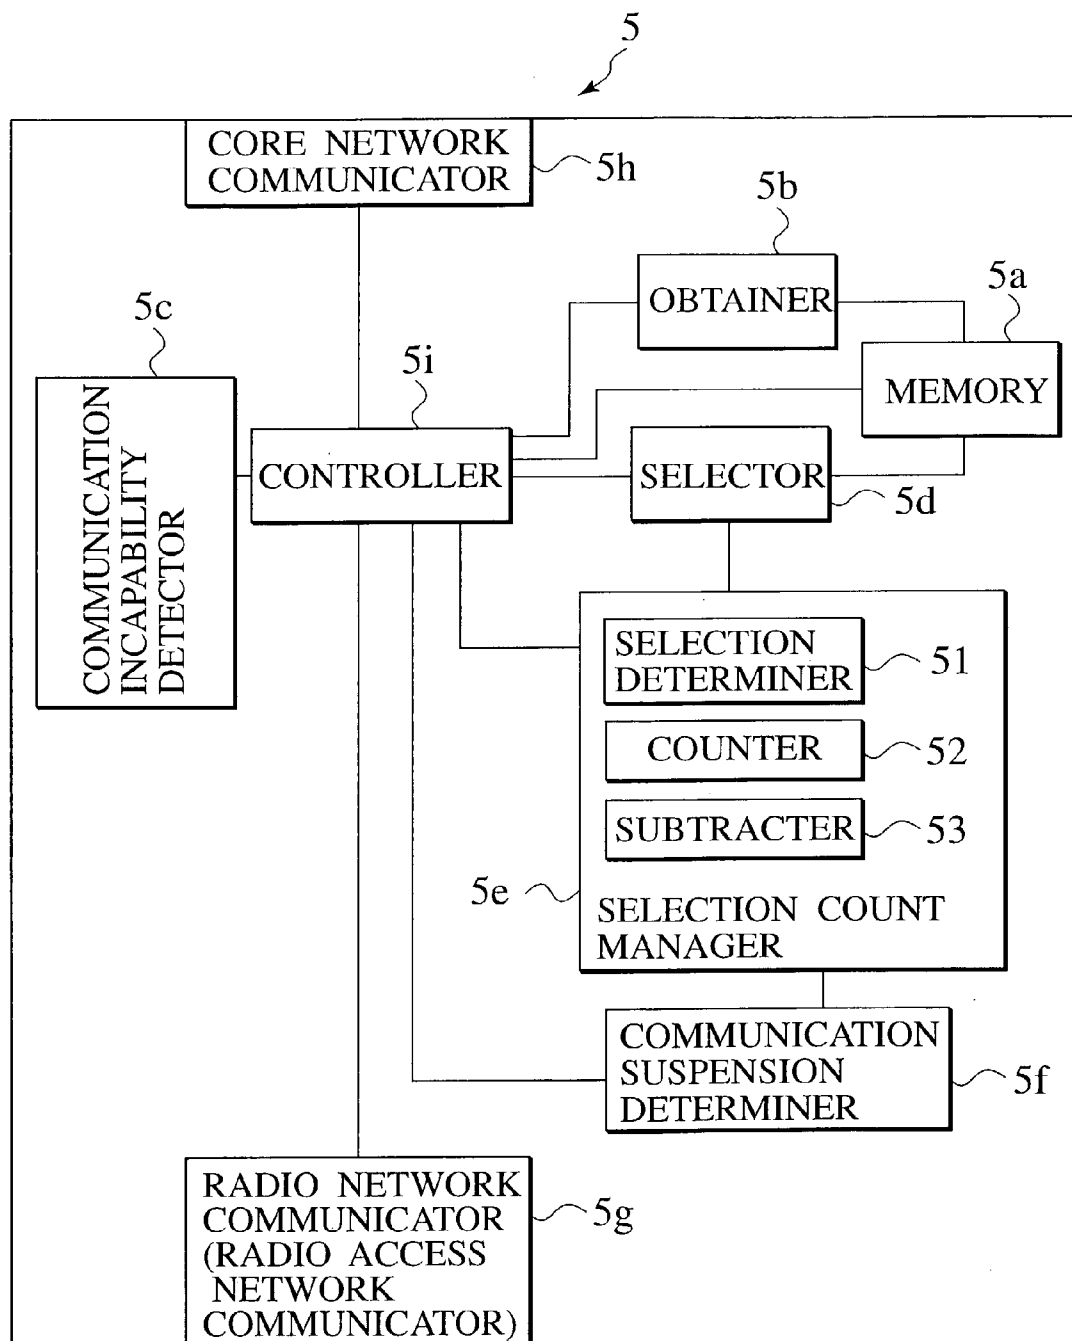 5
CORE NETWORK
COMMUNICATOR
5h
5b
OBTAINER
5a
MEMORY
5c
COMMUNICATION
INCAPABILITY
DETECTOR
5i
CONTROLLER
SELECTOR
5d
SELECTION
DETERMINER
51
COUNTER
52
SUBTRACTER
53
5e
SELECTION COUNT
MANAGER
COMMUNICATION
SUSPENSION
DETERMINER
5f
RADIO NETWORK
COMMUNICATOR
(RADIO ACCESS
NETWORK
COMMUNICATOR)
5g